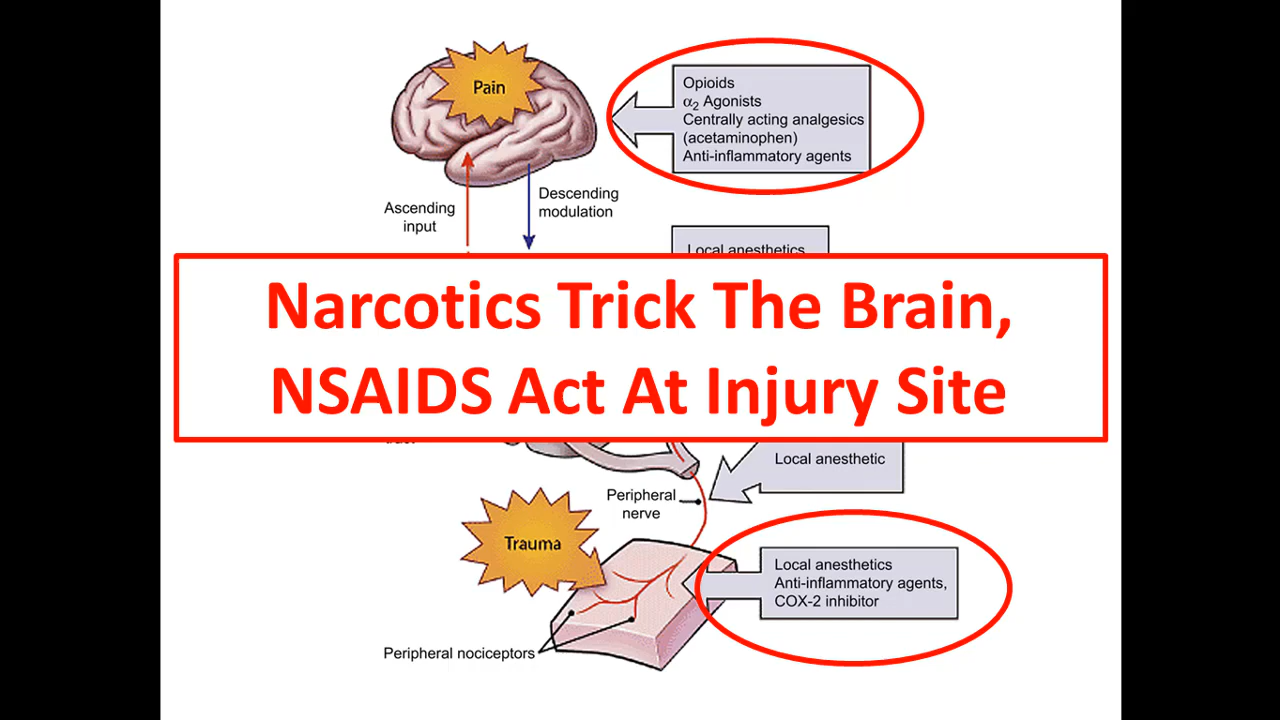 Pain
Opioids
α2 Agonists
Centrally acting analgesics
(acetaminophen)
Anti-inflammatory agents
Ascending
input
Descending
modulation
Local anesthetics
Narcotics Trick The Brain,
NSAIDS Act At Injury Site
Local anesthetic
Peripheral
nerve
Trauma
Local anesthetics
Anti-inflammatory agents,
COX-2 inhibitor
Peripheral nociceptors